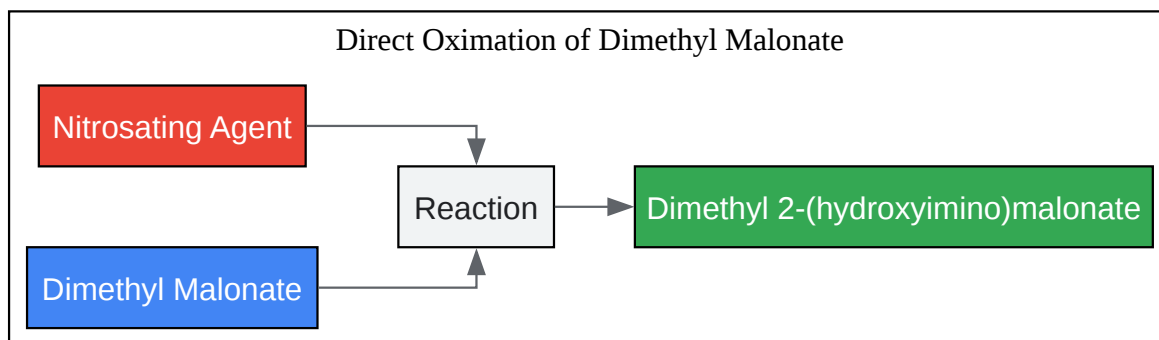 Direct Oximation of Dimethyl Malonate
Nitrosating Agent
Reaction
Dimethyl 2-(hydroxyimino)malonate
Dimethyl Malonate